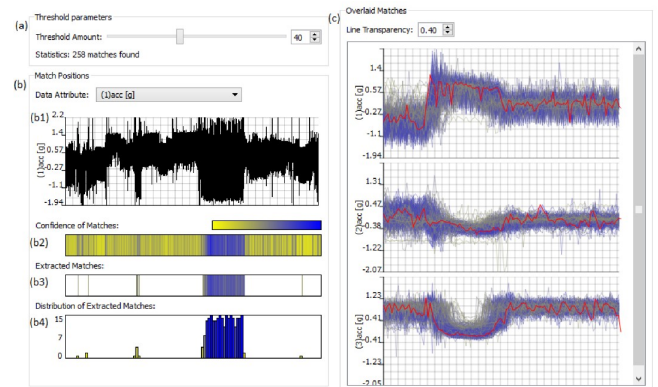 (a)
Threshold parameters
Threshold Amount:
40
Statistics: 258 matches found
(b)
Match Positions
Data Attribute:
(1)acc [g]
(b1)
(1)acc [g]
2.2
1.4
0.57
-0.27
-1.1
-1.94
Confidence of Matches:
(b2)
Extracted Matches:
(b3)
Distribution of Extracted Matches:
(b4)
15
7
0
(c)
Overlaid Matches
Line Transparency:
0.40
(1)acc [g]
1.4
0.57
-0.27
-1.1
-1.94
(2)acc [g]
1.31
0.47
-0.38
-1.22
-2.07
(3)acc [g]
1.23
0.41
-0.41
-1.23
-2.05